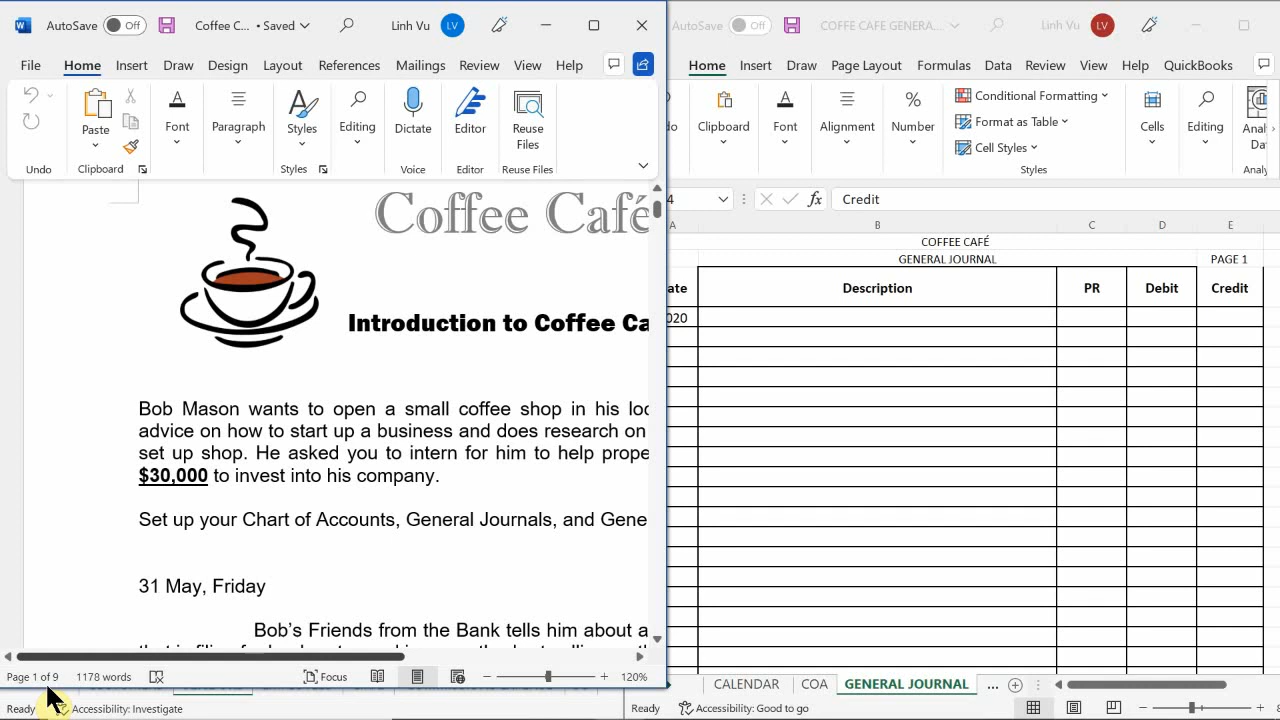 AutoSave Off Coffee C... • Saved Linh Vu LV
File Home Insert Draw Design Layout References Mailings Review View Help
Paste Font Paragraph Styles Editing Dictate Editor Reuse Files
Undo Clipboard Styles Voice Editor Reuse Files
Coffee Café
Introduction to Coffee Ca
Bob Mason wants to open a small coffee shop in his loc
advice on how to start up a business and does research on
set up shop. He asked you to intern for him to help prope
$30,000 to invest into his company.
Set up your Chart of Accounts, General Journals, and Gene
31 May, Friday
Bob's Friends from the Bank tells him about a
Page 1 of 9 1178 words Focus 120%
Ready Accessibility: Investigate
AutoSave Off COFFE CAFE GENERA... Linh Vu LV
Home Insert Draw Page Layout Formulas Data Review View Help QuickBooks
Clipboard Font Alignment Number Conditional Formatting Format as Table Cell Styles Cells Editing Anal
Da
Styles Analy
4 fx Credit
A B C D E
COFFEE CAFÉ
GENERAL JOURNAL PAGE 1
ate Description PR Debit Credit
020
CALENDAR COA GENERAL JOURNAL ...
Ready Accessibility: Good to go 8